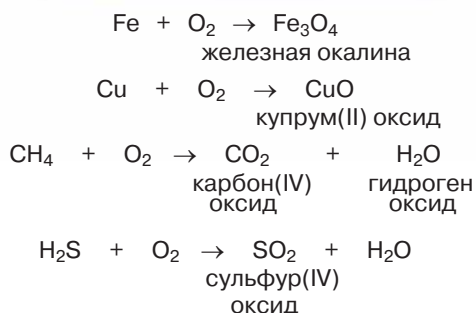 Fe + O₂ → Fe₃O₄
железная окалина
Cu + O₂ → CuO
купрум(II) оксид
CH₄ + O₂ → CO₂ + H₂O
карбон(IV) гидроген
оксид оксид
H₂S + O₂ → SO₂ + H₂O
сульфур(IV)
оксид